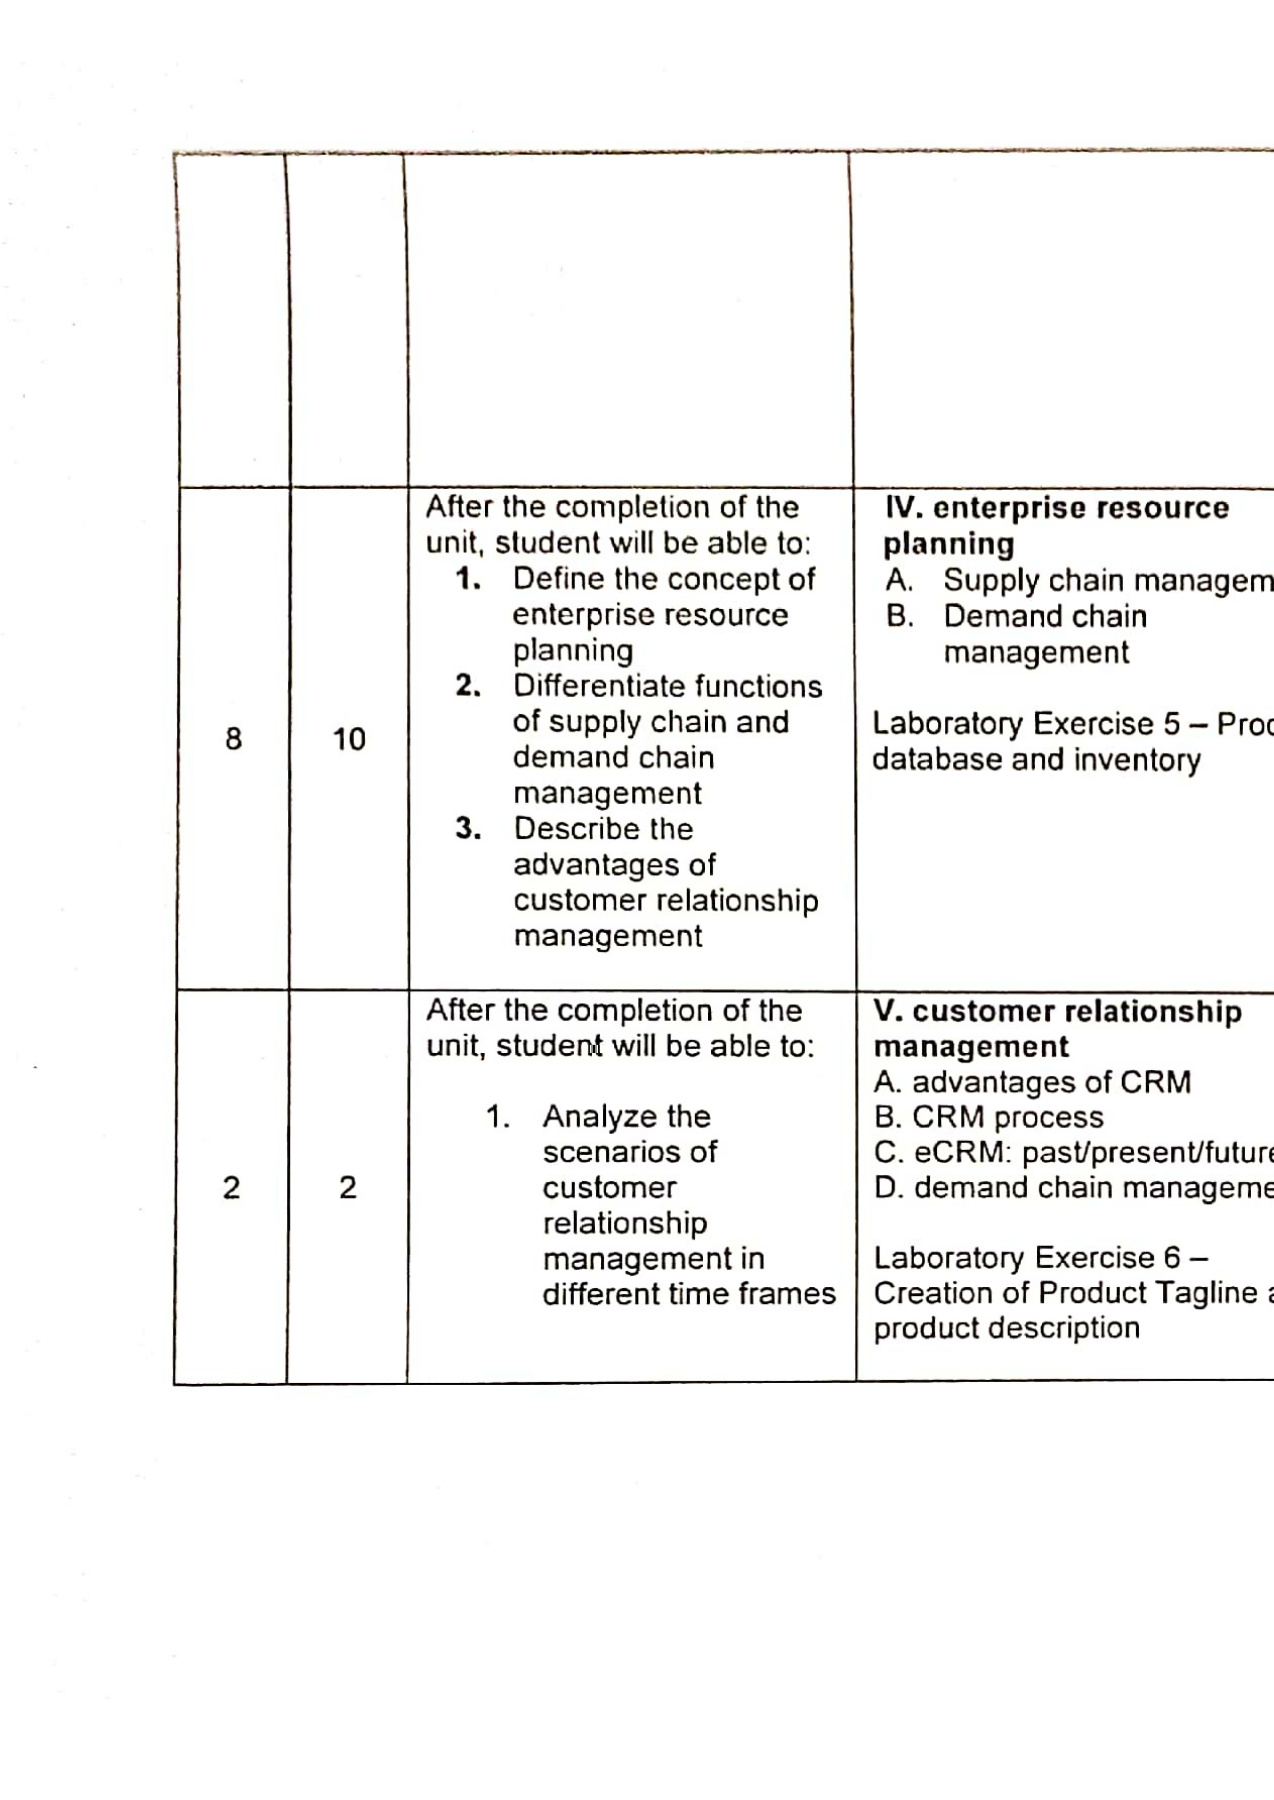 8
10
After the completion of the
unit, student will be able to:
1. Define the concept of
enterprise resource
planning
2. Differentiate functions
of supply chain and
demand chain
management
3. Describe the
advantages of
customer relationship
management
IV. enterprise resource
planning
A. Supply chain managem
B. Demand chain
management
Laboratory Exercise 5 – Proc
database and inventory
2
2
After the completion of the
unit, student will be able to:
1. Analyze the
scenarios of
customer
relationship
management in
different time frames
V. customer relationship
management
A. advantages of CRM
B. CRM process
C. eCRM: past/present/future
D. demand chain manageme
Laboratory Exercise 6 –
Creation of Product Tagline
product description